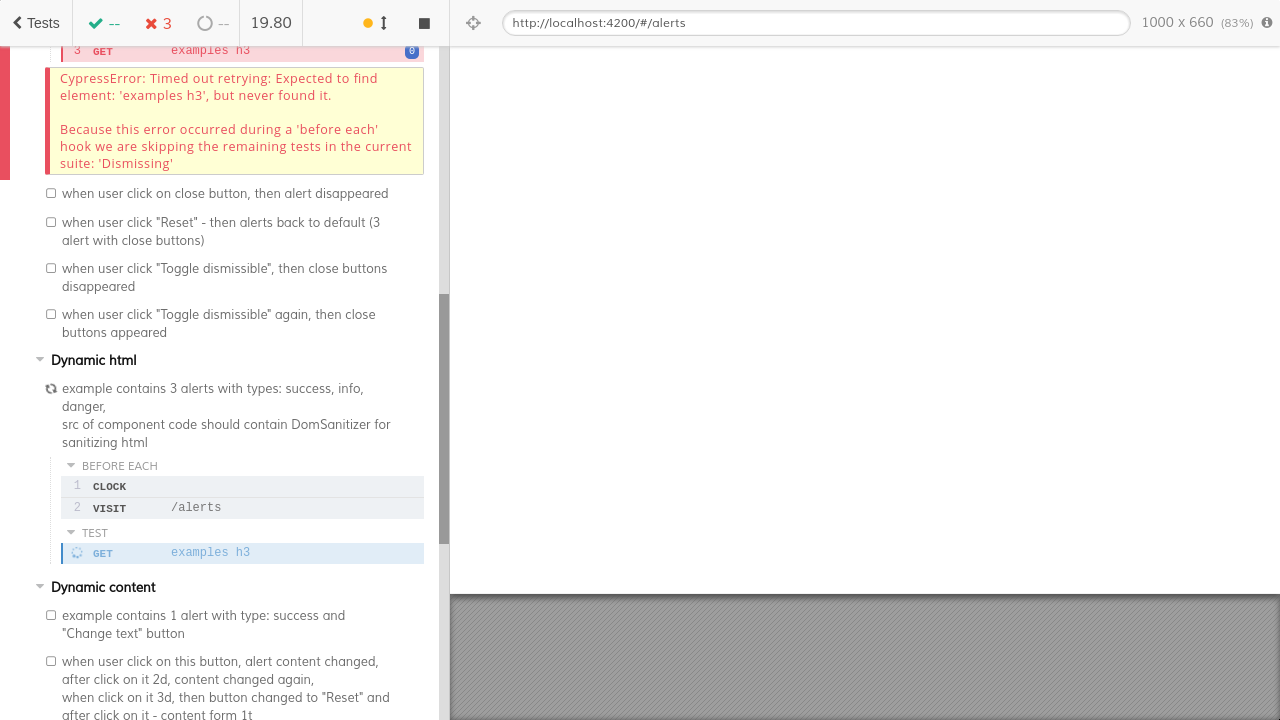 Tests -- 3 -- 19.80 http://localhost:4200/#/alerts 1000 x 660 (83%)
3 GET examples h3 0
CypressError: Timed out retrying: Expected to find
element: 'examples h3', but never found it.
Because this error occurred during a 'before each'
hook we are skipping the remaining tests in the current
suite: 'Dismissing'
when user click on close button, then alert disappeared
when user click "Reset" - then alerts back to default (3
alert with close buttons)
when user click "Toggle dismissible", then close buttons
disappeared
when user click "Toggle dismissible" again, then close
buttons appeared
Dynamic html
example contains 3 alerts with types: success, info,
danger,
src of component code should contain DomSanitizer for
sanitizing html
BEFORE EACH
1 CLOCK
2 VISIT /alerts
TEST
GET examples h3
Dynamic content
example contains 1 alert with type: success and
"Change text" button
when user click on this button, alert content changed,
after click on it 2d, content changed again,
when click on it 3d, then button changed to "Reset" and
after click on it - content form 1t